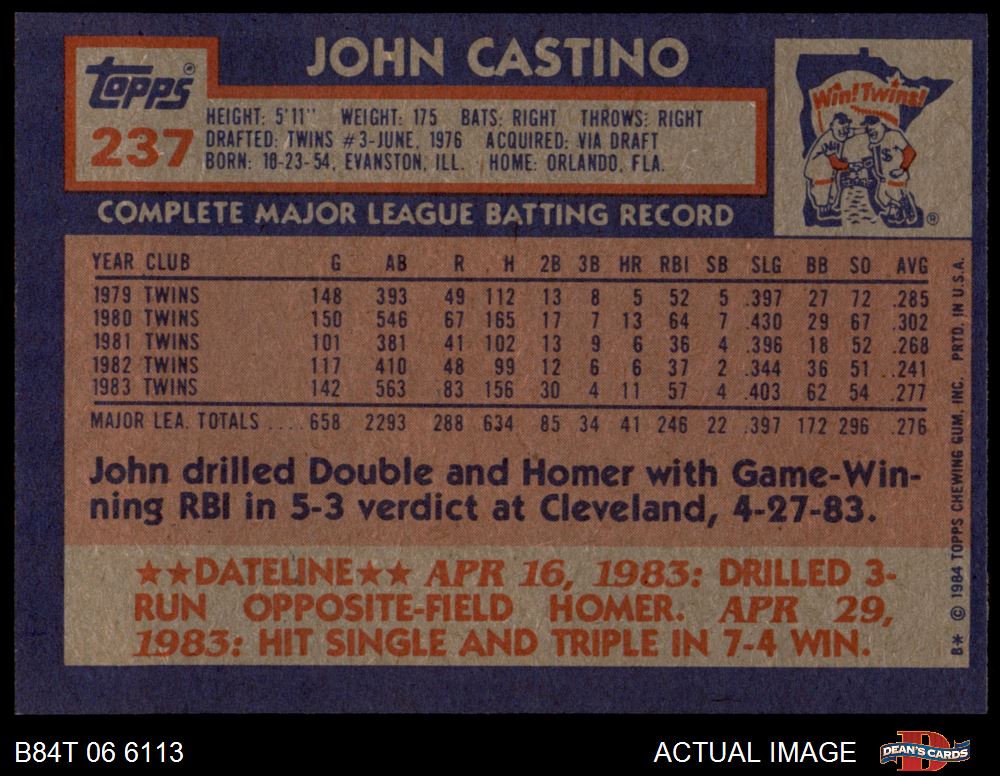 JOHN CASTINO
Topps®
237
HEIGHT: 5'11" WEIGHT: 175 BATS: RIGHT THROWS: RIGHT
DRAFTED: TWINS #3-JUNE, 1976 ACQUIRED: VIA DRAFT
BORN: 10-23-54, EVANSTON, ILL. HOME: ORLANDO, FLA.
Win! Twins!
®
COMPLETE MAJOR LEAGUE BATTING RECORD
YEAR CLUB G AB R H 2B 3B HR RBI SB SLG BB SO AVG
1979 TWINS 148 393 49 112 13 8 5 52 5 .397 27 72 .285
1980 TWINS 150 546 67 165 17 7 13 64 7 .430 29 67 .302
1981 TWINS 101 381 41 102 13 9 6 36 4 .396 18 52 .268
1982 TWINS 117 410 48 99 12 6 6 37 2 .344 36 51 .241
1983 TWINS 142 563 83 156 30 4 11 57 4 .403 62 54 .277
MAJOR LEA. TOTALS .... 658 2293 288 634 85 34 41 246 22 .397 172 296 .276
John drilled Double and Homer with Game-Win-
ning RBI in 5-3 verdict at Cleveland, 4-27-83.
★★DATELINE★★ APR 16, 1983: DRILLED 3-
RUN OPPOSITE-FIELD HOMER. APR 29,
1983: HIT SINGLE AND TRIPLE IN 7-4 WIN.
B* © 1984 TOPPS CHEWING GUM, INC. PRTD. IN U.S.A.
B84T 06 6113
ACTUAL IMAGE
DEAN'S CARDS